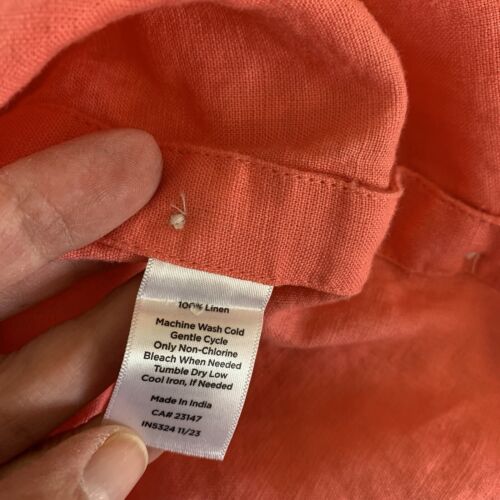 100% Linen
Machine Wash Cold
Gentle Cycle
Only Non-Chlorine
Bleach When Needed
Tumble Dry Low
Cool Iron, If Needed
Made In India
CA# 23147
IN5324 11/23